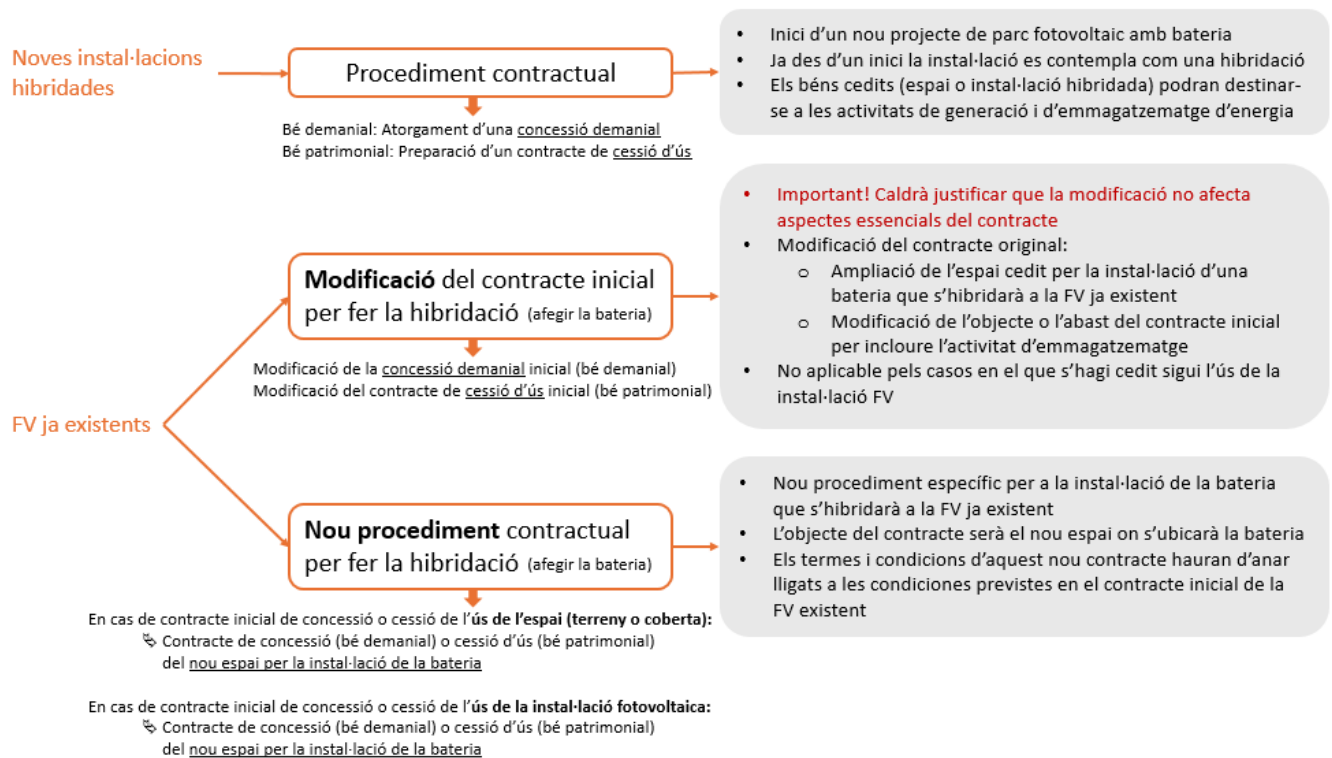 Noves instal·lacions
hibridades
Procediment contractual
Bé demanial: Atorgament d'una concessió demanial
Bé patrimonial: Preparació d'un contracte de cessió d'ús
• Inici d'un nou projecte de parc fotovoltaic amb bateria
• Ja des d'un inici la instal·lació es contempla com una hibridació
• Els béns cedits (espai o instal·lació hibridada) podran destinar-
se a les activitats de generació i d'emmagatzematge d'energia
FV ja existents
Modificació del contracte inicial
per fer la hibridació (afegir la bateria)
Modificació de la concessió demanial inicial (bé demanial)
Modificació del contracte de cessió d'ús inicial (bé patrimonial)
• Important! Caldrà justificar que la modificació no afecta
aspectes essencials del contracte
• Modificació del contracte original:
o Ampliació de l'espai cedit per la instal·lació d'una
bateria que s'hibridarà a la FV ja existent
o Modificació de l'objecte o l'abast del contracte inicial
per incloure l'activitat d'emmagatzematge
• No aplicable pels casos en el que s'hagi cedit sigui l'ús de la
instal·lació FV
Nou procediment contractual
per fer la hibridació (afegir la bateria)
En cas de contracte inicial de concessió o cessió de l'ús de l'espai (terreny o coberta):
Contracte de concessió (bé demanial) o cessió d'ús (bé patrimonial)
del nou espai per la instal·lació de la bateria
En cas de contracte inicial de concessió o cessió de l'ús de la instal·lació fotovoltaica:
Contracte de concessió (bé demanial) o cessió d'ús (bé patrimonial)
del nou espai per la instal·lació de la bateria
• Nou procediment específic per a la instal·lació de la bateria
que s'hibridarà a la FV ja existent
• L'objecte del contracte serà el nou espai on s'ubicarà la bateria
• Els termes i condicions d'aquest nou contracte hauran d'anar
lligats a les condiciones previstes en el contracte inicial de la
FV existent